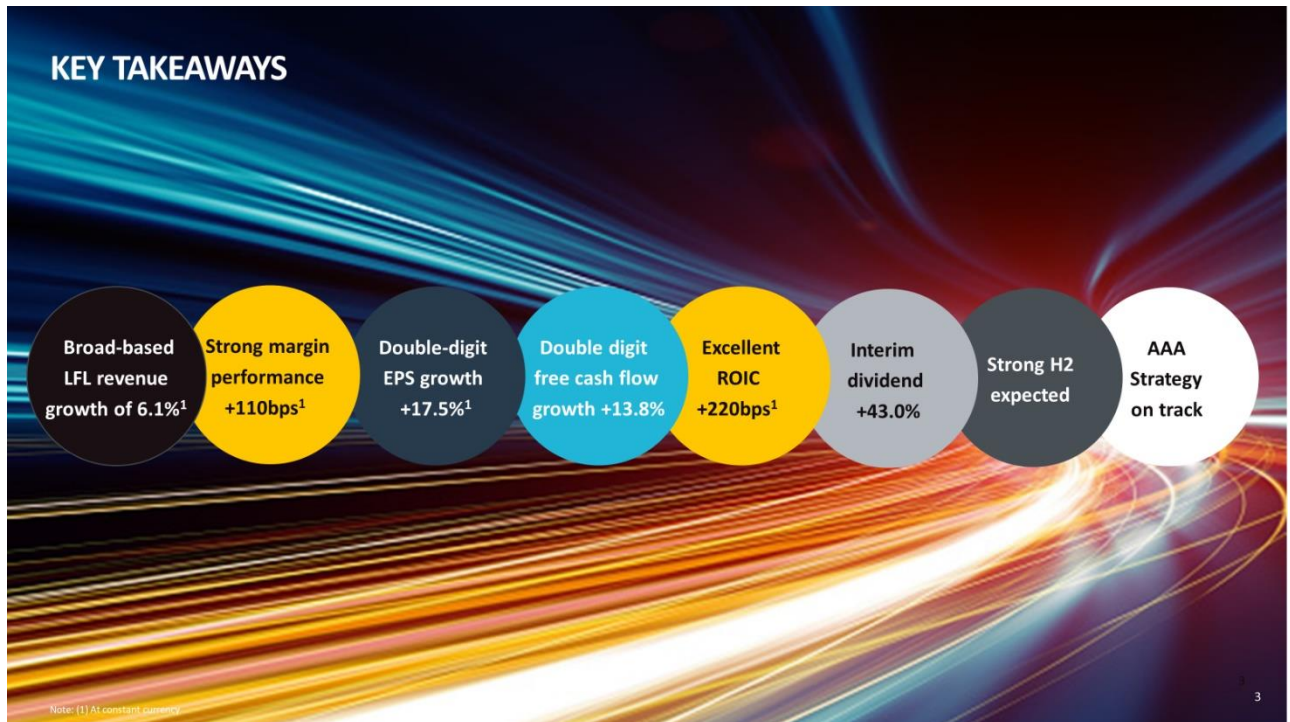 KEY TAKEAWAYS
Broad-based
LFL revenue
growth of 6.1%¹
Strong margin
performance
+110bps¹
Double-digit
EPS growth
+17.5%¹
Double digit
free cash flow
growth +13.8%
Excellent
ROIC
+220bps¹
Interim
dividend
+43.0%
Strong H2
expected
AAA
Strategy
on track
3
3
Note: (1) At constant currency